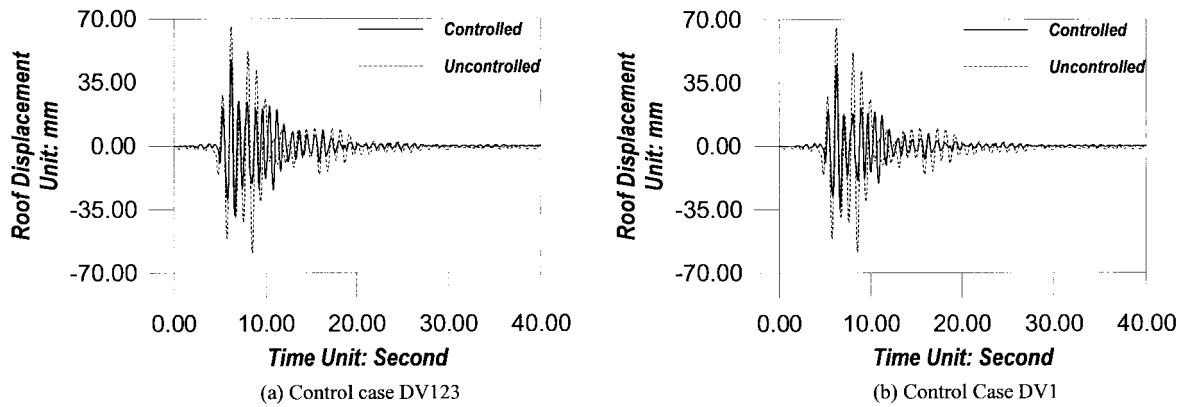 70.00
35.00
0.00
-35.00
-70.00
Roof Displacement
Unit: mm
Controlled
Uncontrolled
0.00 10.00 20.00 30.00 40.00
Time Unit: Second
(a) Control case DV123
70.00
35.00
0.00
-35.00
-70.00
Roof Displacement
Unit: mm
Controlled
Uncontrolled
0.00 10.00 20.00 30.00 40.00
Time Unit: Second
(b) Control Case DV1